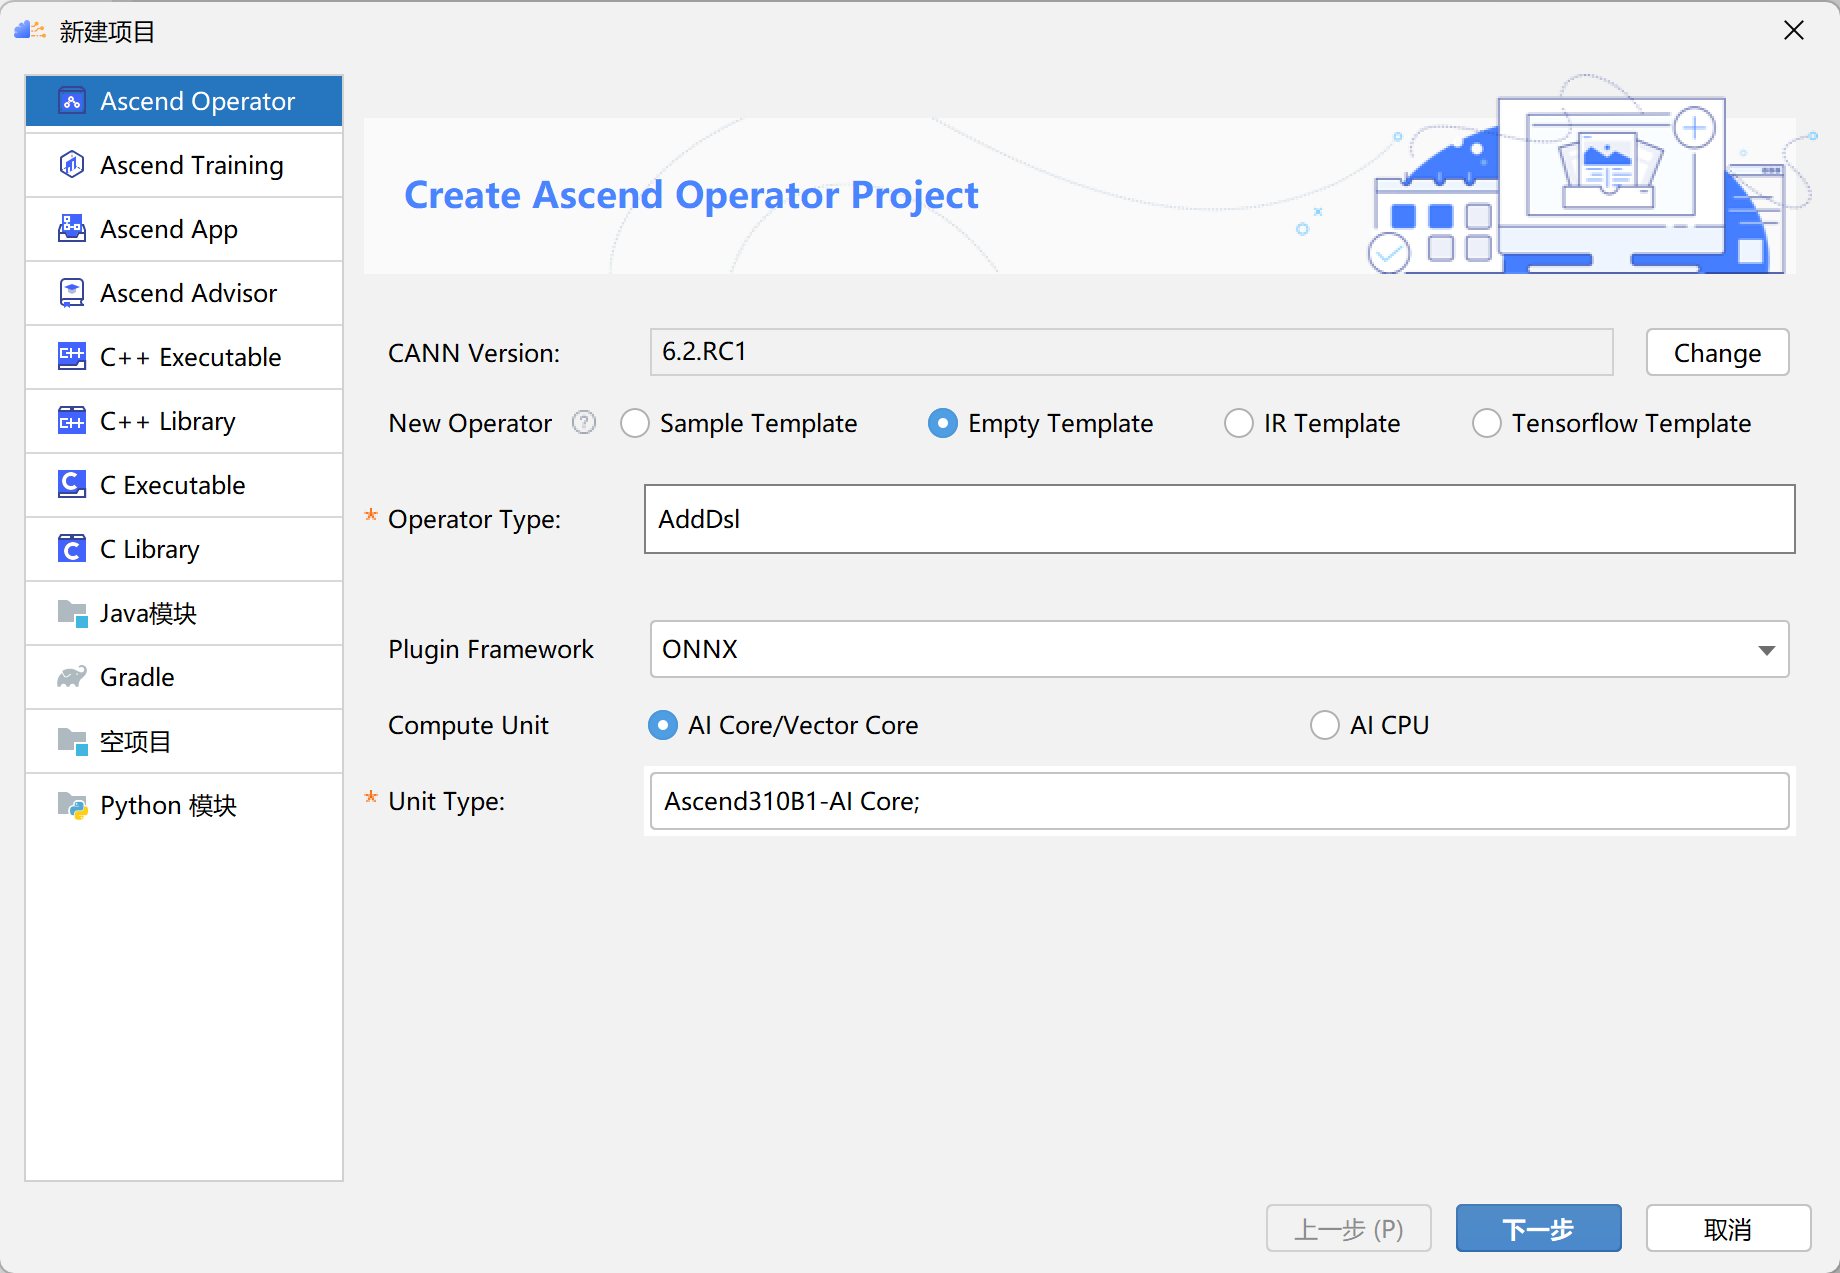 新建项目
Ascend Operator
Ascend Training
Ascend App
Ascend Advisor
C++ Executable
C++ Library
C Executable
C Library
Java模块
Gradle
空项目
Python 模块
Create Ascend Operator Project
CANN Version: 6.2.RC1 Change
New Operator ? Sample Template Empty Template IR Template Tensorflow Template
* Operator Type: AddDsl
Plugin Framework ONNX
Compute Unit AI Core/Vector Core AI CPU
* Unit Type: Ascend310B1-AI Core;
上一步 (P) 下一步 取消